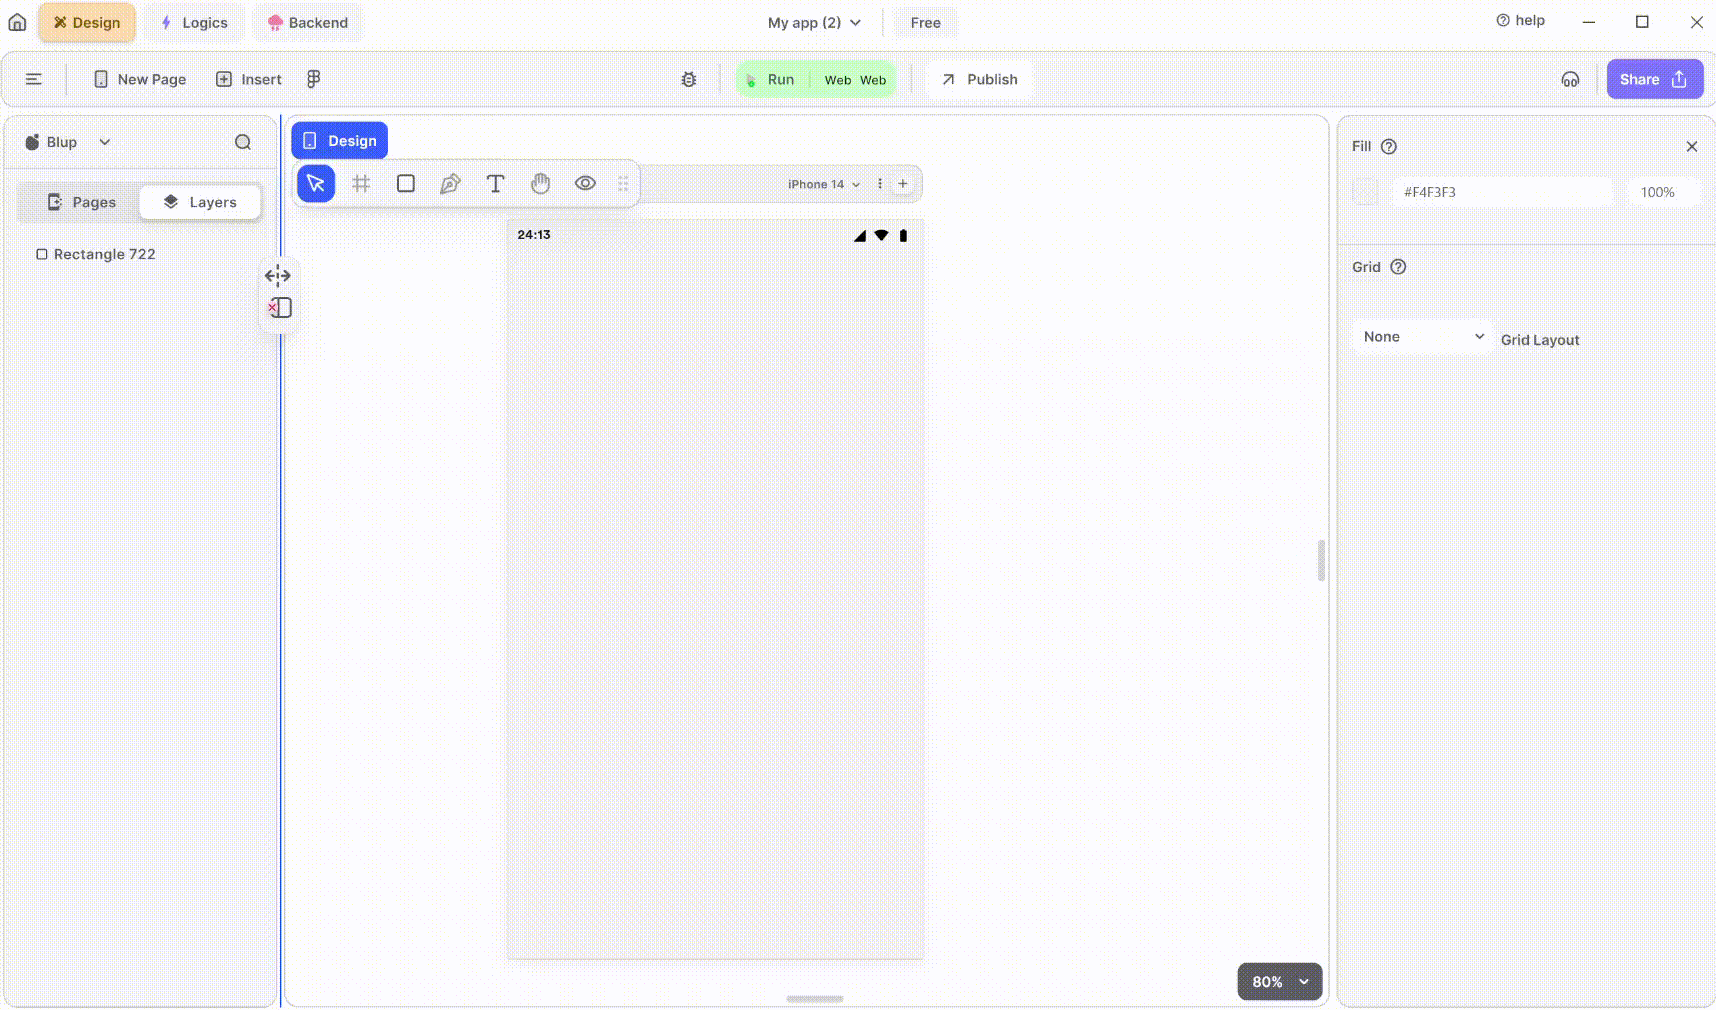 Design Logics Backend My app (2) Free help
New Page Insert Run Web Web Publish Share
Blup
Pages Layers
Rectangle 722
Design
iPhone 14
24:13
80%
Fill
#F4F3F3 100%
Grid
None Grid Layout